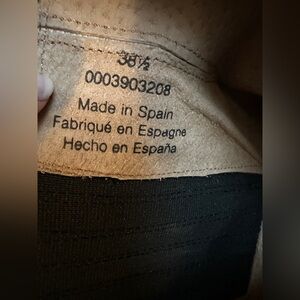 38½
0003903208
Made in Spain
Fabriqué en Espagne
Hecho en España